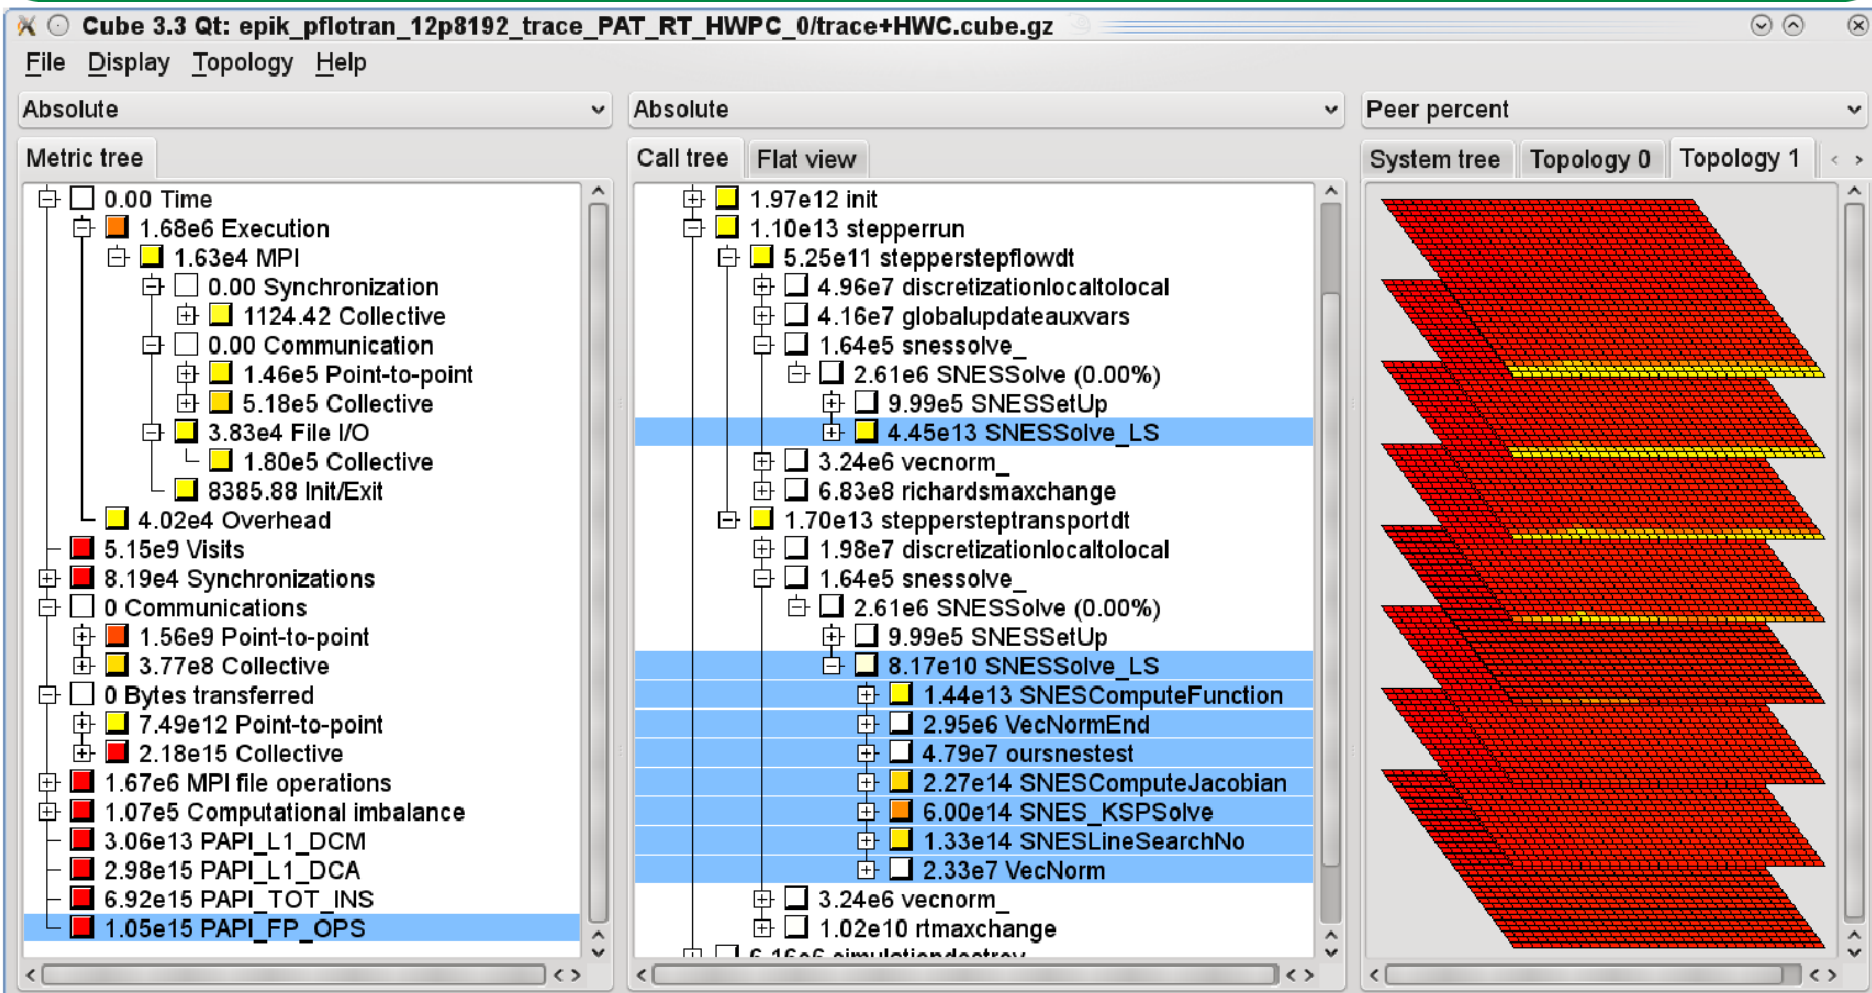 Cube 3.3 Qt: epik_pflotran_12p8192_trace_PAT_RT_HWPC_0/trace+HWC.cube.gz
File Display Topology Help
Absolute
Metric tree
0.00 Time
1.68e6 Execution
1.63e4 MPI
0.00 Synchronization
1124.42 Collective
0.00 Communication
1.46e5 Point-to-point
5.18e5 Collective
3.83e4 File I/O
1.80e5 Collective
8385.88 Init/Exit
4.02e4 Overhead
5.15e9 Visits
8.19e4 Synchronizations
0 Communications
1.56e9 Point-to-point
3.77e8 Collective
0 Bytes transferred
7.49e12 Point-to-point
2.18e15 Collective
1.67e6 MPI file operations
1.07e5 Computational imbalance
3.06e13 PAPI_L1_DCM
2.98e15 PAPI_L1_DCA
6.92e15 PAPI_TOT_INS
1.05e15 PAPI_FP_OPS
Absolute
Call tree Flat view
1.97e12 init
1.10e13 stepperrun
5.25e11 stepperstepflowdt
4.96e7 discretizationlocaltolocal
4.16e7 globalupdateauxvars
1.64e5 snessolve_
2.61e6 SNESSolve (0.00%)
9.99e5 SNESSetUp
4.45e13 SNESSolve_LS
3.24e6 vecnorm_
6.83e8 richardsmaxchange
1.70e13 steppersteptransportdt
1.98e7 discretizationlocaltolocal
1.64e5 snessolve_
2.61e6 SNESSolve (0.00%)
9.99e5 SNESSetUp
8.17e10 SNESSolve_LS
1.44e13 SNESComputeFunction
2.95e6 VecNormEnd
4.79e7 oursnestest
2.27e14 SNESComputeJacobian
6.00e14 SNES_KSPSolve
1.33e14 SNESLineSearchNo
2.33e7 VecNorm
3.24e6 vecnorm_
1.02e10 rtmaxchange
6.16e6 simulationdestroy
Peer percent
System tree Topology 0 Topology 1